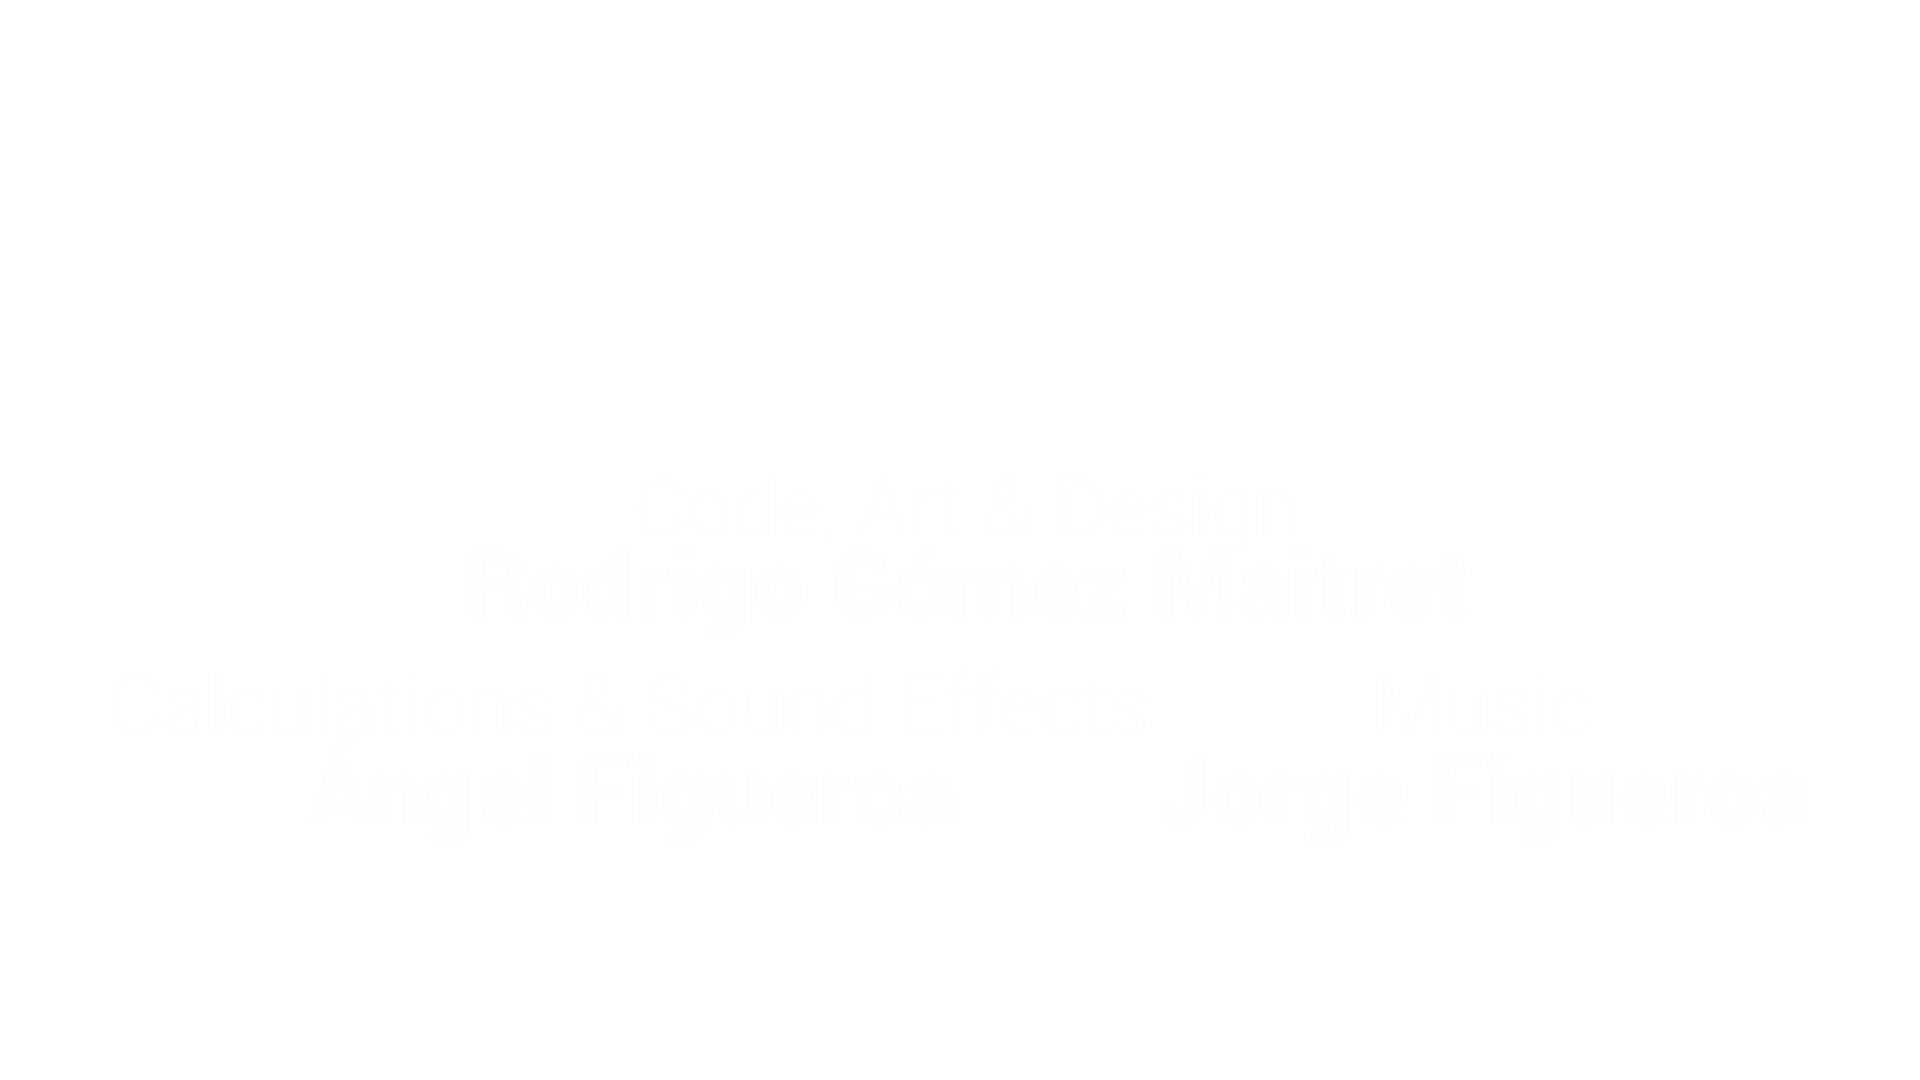 Code, Art & Design
Rodrigo Gómez Maitret
Calculations & Sound Effects
Ángel Figueroa
Music
Jorge Figueroa